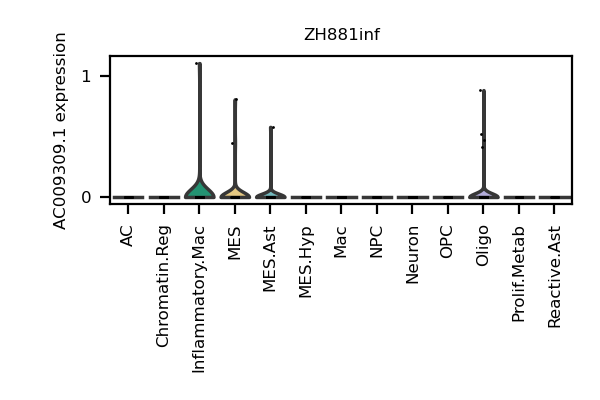 ZH881inf
AC009309.1 expression
1
0
AC
Chromatin.Reg
Inflammatory.Mac
MES
MES.Ast
MES.Hyp
Mac
NPC
Neuron
OPC
Oligo
Prolif.Metab
Reactive.Ast